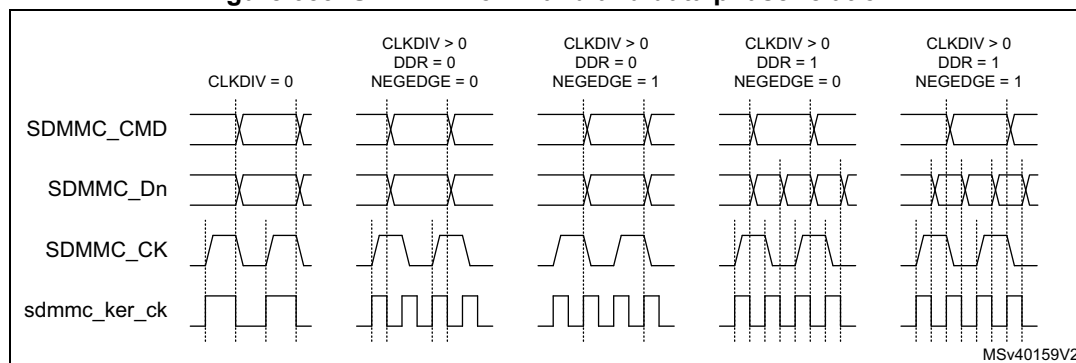 CLKDIV = 0
CLKDIV > 0
DDR = 0
NEGEDGE = 0
CLKDIV > 0
DDR = 0
NEGEDGE = 1
CLKDIV > 0
DDR = 1
NEGEDGE = 0
CLKDIV > 0
DDR = 1
NEGEDGE = 1
SDMMC_CMD
SDMMC_Dn
SDMMC_CK
sdmmc_ker_ck
MSv40159V2